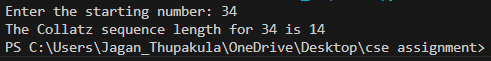 Enter the starting number: 34
The Collatz sequence length for 34 is 14
PS C:\Users\Jagan_Thupakula\OneDrive\Desktop\cse assignment>